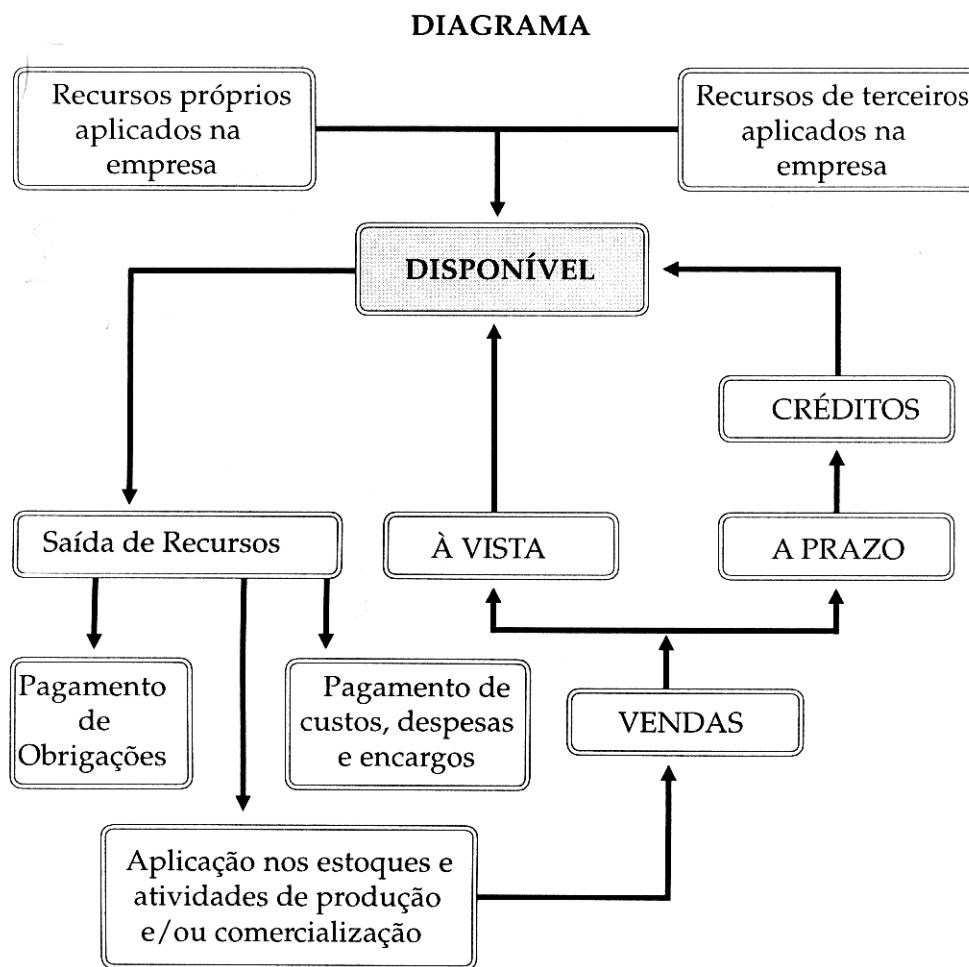 DIAGRAMA
Recursos próprios
aplicados na
empresa
Recursos de terceiros
aplicados na
empresa
DISPONÍVEL
CRÉDITOS
Saída de Recursos
À VISTA
A PRAZO
Pagamento
de
Obrigações
Pagamento de
custos, despesas
e encargos
VENDAS
Aplicação nos estoques e
atividades de produção
e/ou comercialização